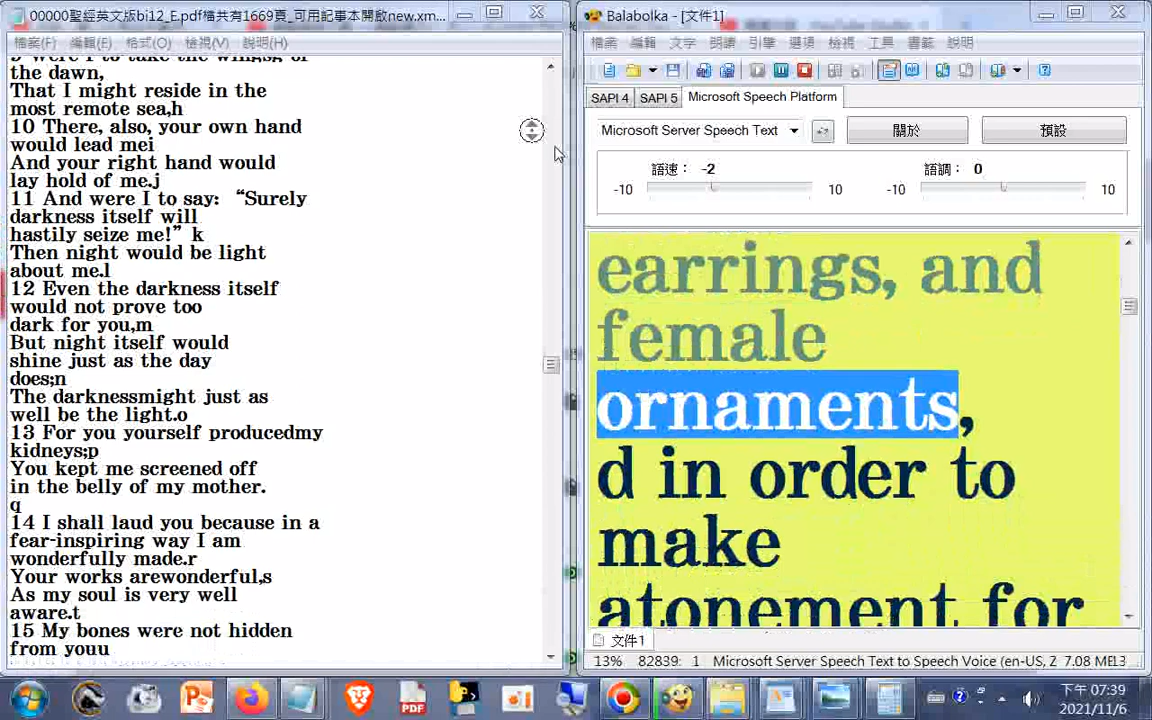 00000聖經英文版bi12_E.pdf檔共有1669頁_可用記事本開啟new.xm...
檔案(F) 編輯(E) 格式(O) 檢視(V) 說明(H)
9 Were I to take the wingsg of
the dawn,
That I might reside in the
most remote sea,h
10 There, also, your own hand
would lead mei
And your right hand would
lay hold of me.j
11 And were I to say: “Surely
darkness itself will
hastily seize me!” k
Then night would be light
about me.l
12 Even the darkness itself
would not prove too
dark for you,m
But night itself would
shine just as the day
does;n
The darknessmight just as
well be the light.o
13 For you yourself producedmy
kidneys;p
You kept me screened off
in the belly of my mother.
q
14 I shall laud you because in a
fear-inspiring way I am
wonderfully made.r
Your works arewonderful,s
As my soul is very well
aware.t
15 My bones were not hidden
from youu
Balabolka - [文件1]
檔案 編輯 文字 朗讀 引擎 選項 檢視 工具 書籤 說明
SAPI 4 SAPI 5 Microsoft Speech Platform
Microsoft Server Speech Text 關於 預設
語速： -2 語調： 0
-10 10 -10 10
earrings, and
female
ornaments,
d in order to
make
atonement for
文件1
13% 82839: 1 Microsoft Server Speech Text to Speech Voice (en-US, 2 7.08 ME 13
下午 07:39
2021/11/6